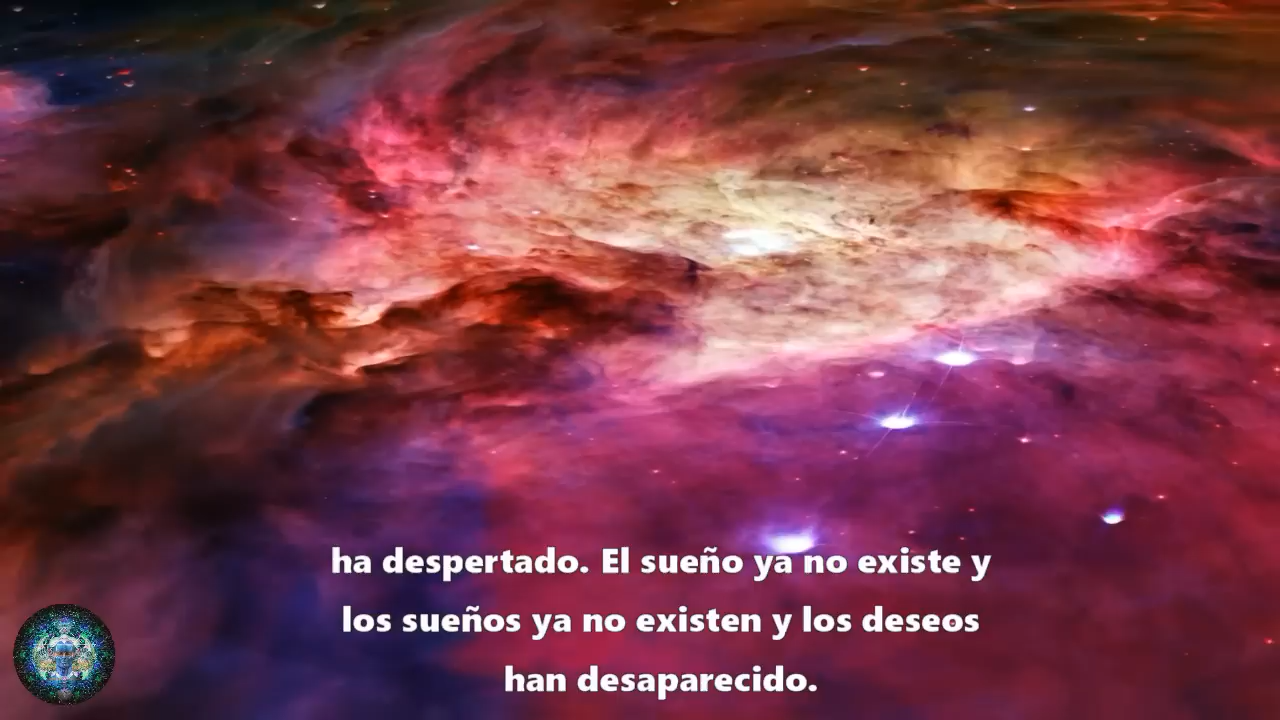 ha despertado. El sueño ya no existe y
los sueños ya no existen y los deseos
han desaparecido.